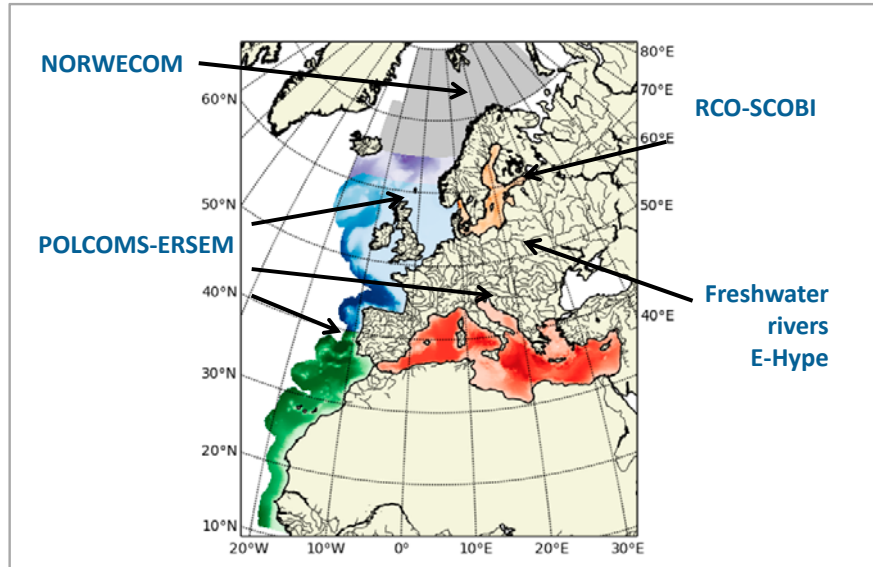 NORWECOM
RCO-SCOBI
POLCOMS-ERSEM
Freshwater
rivers
E-Hype
60°N
50°N
40°N
30°N
20°N
10°N
80°E
70°E
60°E
50°E
40°E
20°W
10°W
0°
10°E
20°E
30°E